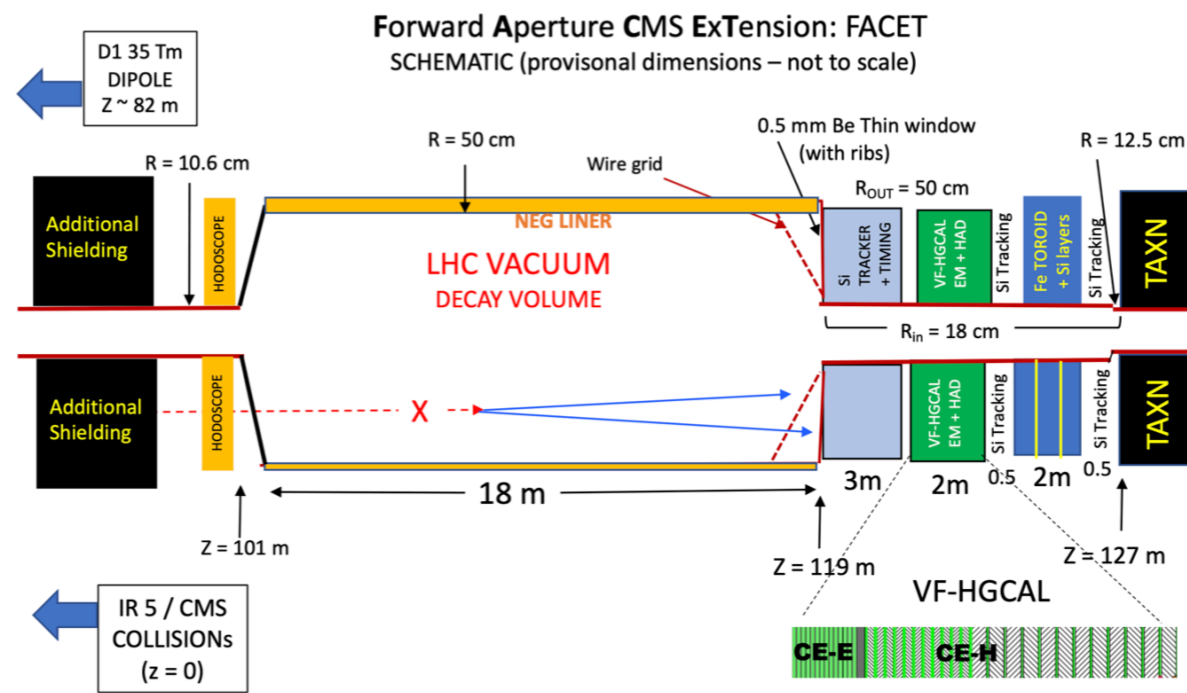 Forward Aperture CMS ExTension: FACET
SCHEMATIC (provisonal dimensions – not to scale)
D1 35 Tm
DIPOLE
Z ~ 82 m
R = 10.6 cm
R = 50 cm
Wire grid
0.5 mm Be Thin window
(with ribs)
R = 12.5 cm
ROUT = 50 cm
Additional
Shielding
HODOSCOPE
NEG LINER
LHC VACUUM
DECAY VOLUME
Si
TRACKER
+ TIMING
VF-HGCAL
EM + HAD
Si Tracking
Fe TOROID
+ Si layers
Si Tracking
TAXN
Rin = 18 cm
Additional
Shielding
HODOSCOPE
X
VF-HGCAL
EM + HAD
Si Tracking
Si Tracking
TAXN
18 m
3m
2m
0.5
2m
0.5
Z = 101 m
Z = 119 m
Z = 127 m
IR 5 / CMS
COLLISIONs
(z = 0)
VF-HGCAL
CE-E
CE-H